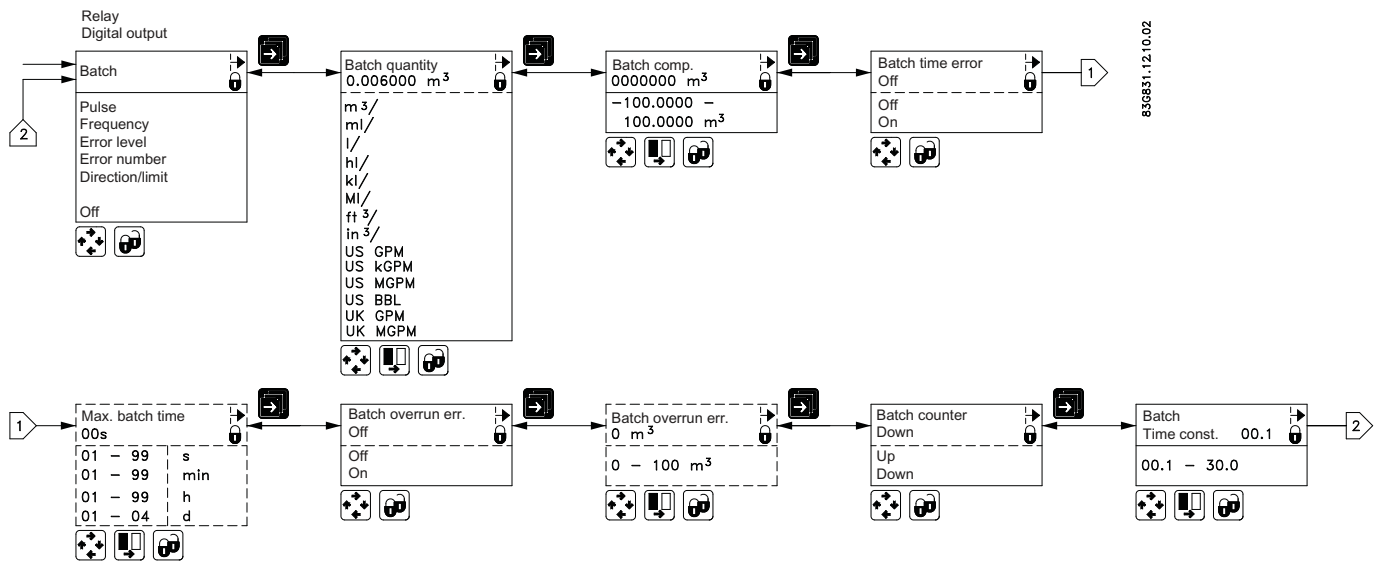 Relay
Digital output
Batch
Pulse
Frequency
Error level
Error number
Direction/limit
Off
2
Batch quantity
0.006000 m³
m³/
ml/
l/
hl/
kl/
Ml/
ft³/
in³/
US GPM
US kGPM
US MGPM
US BBL
UK GPM
UK MGPM
Batch comp.
0000000 m³
-100.0000 -
100.0000 m³
Batch time error
Off
Off
On
1
83G831.12.10.02
1
Max. batch time
00s
01 - 99 s
01 - 99 min
01 - 99 h
01 - 04 d
Batch overrun err.
Off
Off
On
Batch overrun err.
0 m³
0 - 100 m³
Batch counter
Down
Up
Down
Batch
Time const. 00.1
00.1 - 30.0
2